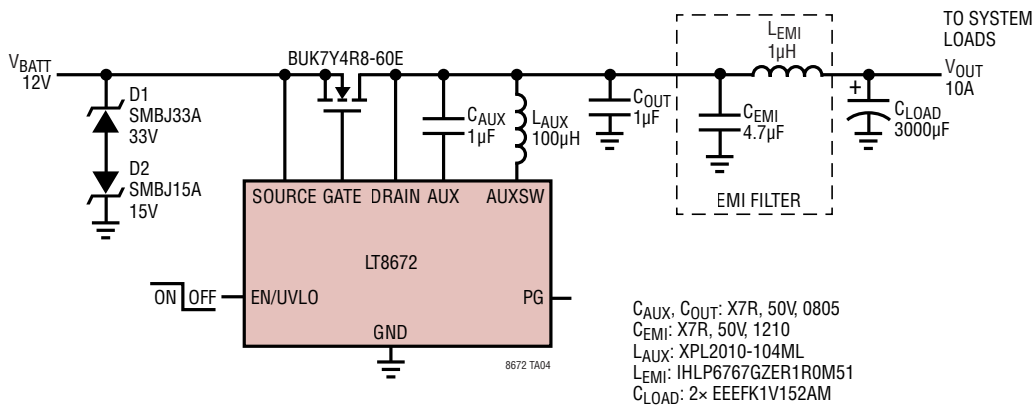 TO SYSTEM
LOADS
V_BATT
12V
BUK7Y4R8-60E
L_EMI
1µH
V_OUT
10A
D1
SMBJ33A
33V
D2
SMBJ15A
15V
C_AUX
1µF
L_AUX
100µH
C_OUT
1µF
C_EMI
4.7µF
+
C_LOAD
3000µF
EMI FILTER
SOURCE GATE DRAIN AUX AUXSW
LT8672
ON OFF EN/UVLO PG
GND
8672 TA04
C_AUX, C_OUT: X7R, 50V, 0805
C_EMI: X7R, 50V, 1210
L_AUX: XPL2010-104ML
L_EMI: IHLP6767GZER1R0M51
C_LOAD: 2× EEEFK1V152AM